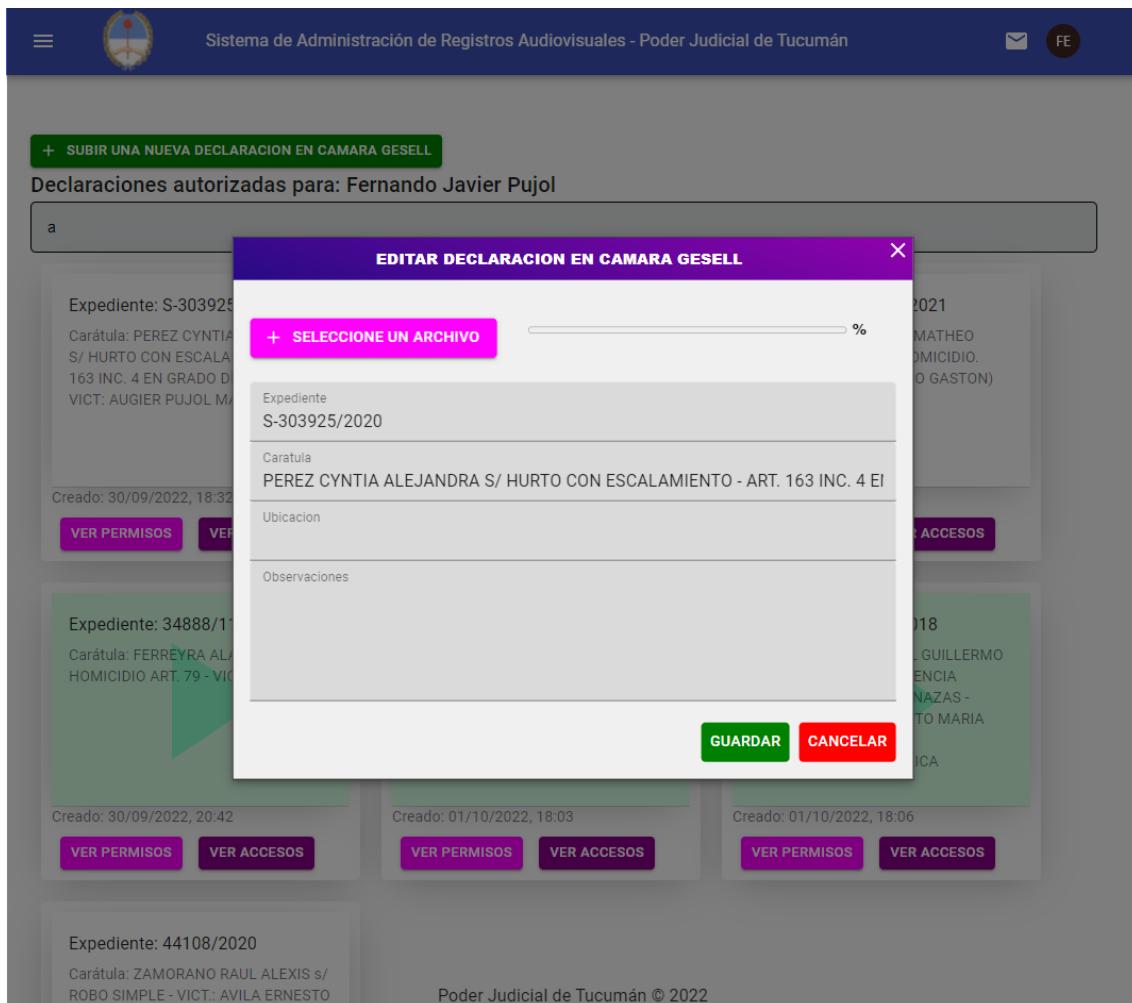 Sistema de Administración de Registros Audiovisuales - Poder Judicial de Tucumán
FE
+ SUBIR UNA NUEVA DECLARACION EN CAMARA GESELL
Declaraciones autorizadas para: Fernando Javier Pujol
a
EDITAR DECLARACION EN CAMARA GESELL
+ SELECCIONE UN ARCHIVO
%
Expediente
S-303925/2020
Caratula
PEREZ CYNTIA ALEJANDRA S/ HURTO CON ESCALAMIENTO - ART. 163 INC. 4 E
Ubicacion
Observaciones
GUARDAR
CANCELAR
Expediente: S-303925
Carátula: PEREZ CYNTIA
S/ HURTO CON ESCALA
163 INC. 4 EN GRADO D
VICT: AUGIER PUJOL M
Creado: 30/09/2022, 18:32
VER PERMISOS
VER
2021
MATHEO
OMICIDIO.
O GASTON)
ACCESOS
Expediente: 34888/1
Carátula: FERREYRA AL
HOMICIDIO ART. 79 - VIC
Creado: 30/09/2022, 20:42
VER PERMISOS
VER ACCESOS
Creado: 01/10/2022, 18:03
VER PERMISOS
VER ACCESOS
018
GUILLERMO
ENCIA
NAZAS -
TO MARIA
ICA
Creado: 01/10/2022, 18:06
VER PERMISOS
VER ACCESOS
Expediente: 44108/2020
Carátula: ZAMORANO RAUL ALEXIS s/
ROBO SIMPLE - VICT.: AVILA ERNESTO
Poder Judicial de Tucumán © 2022